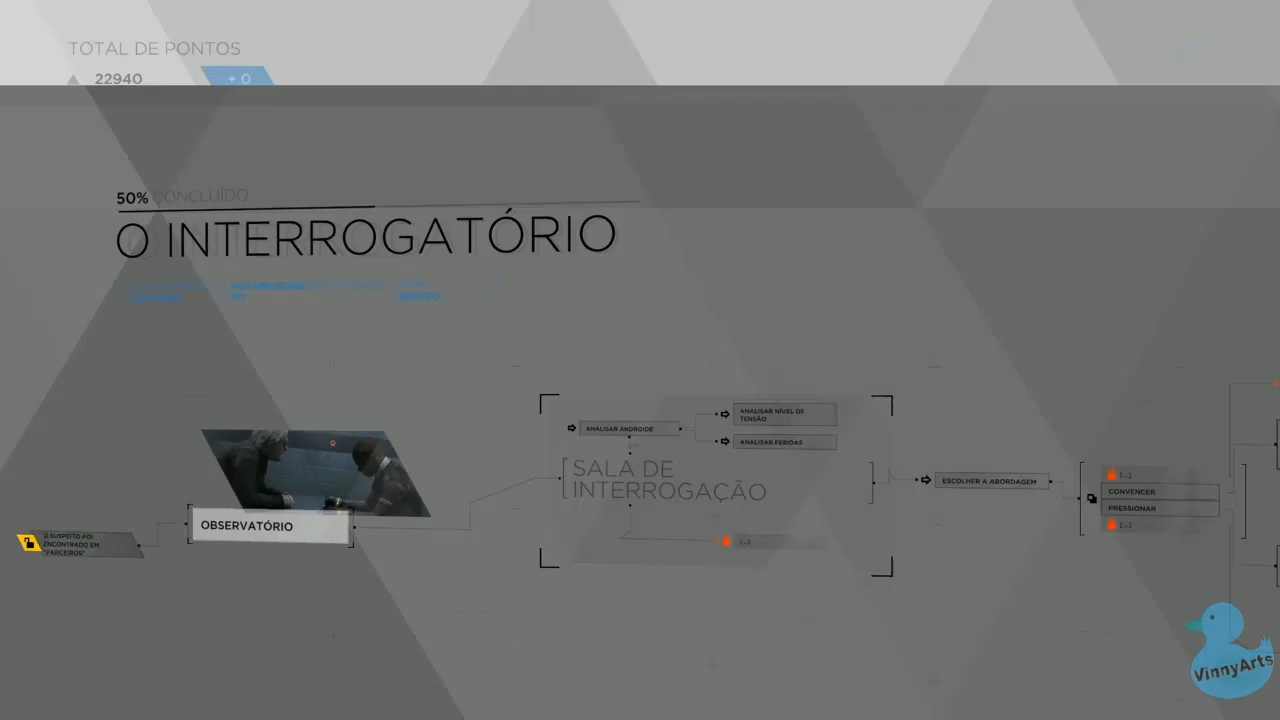 TOTAL DE PONTOS
22940
+ 0
50% CONCLUÍDO
O INTERROGATÓRIO
NEUTRO
ANALISAR NÍVEL DE
TENSÃO
ANALISAR ANDROIDE
ANALISAR FERIDAS
SALA DE
INTERROGAÇÃO
[...]
ESCOLHER A ABORDAGEM
[...]
CONVENCER
PRESSIONAR
[...]
OBSERVATÓRIO
O SUSPEITO FOI
ENCONTRADO EM
"PARCEIROS"
VinnyArts